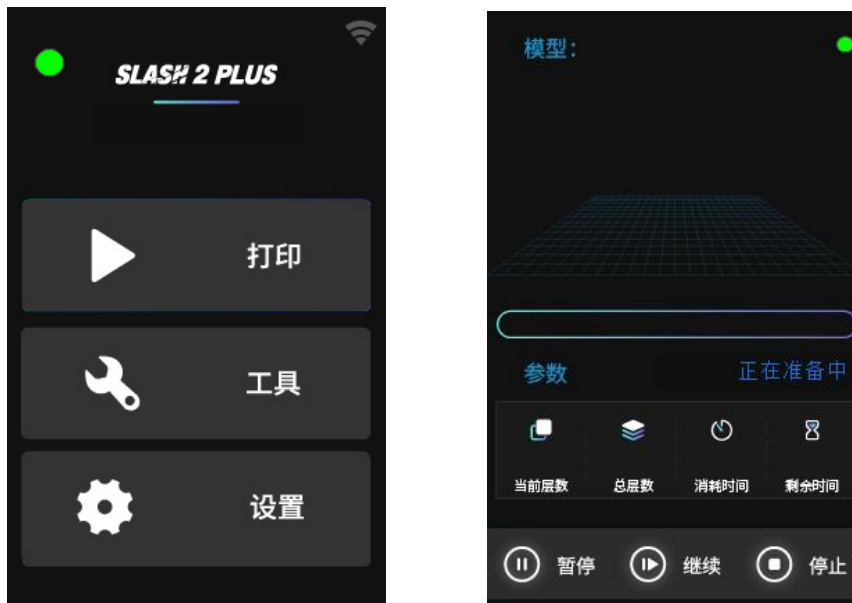 SLASH 2 PLUS
打印
工具
设置
模型：
参数
正在准备中
当前层数
总层数
消耗时间
剩余时间
暂停
继续
停止